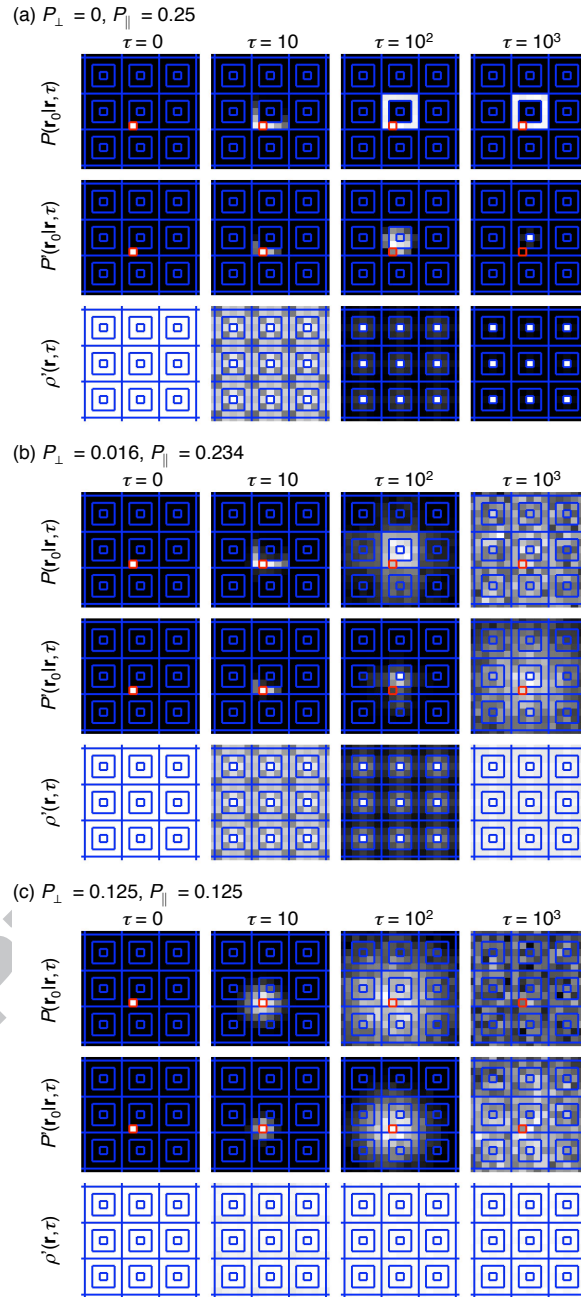 (a) P⊥ = 0, P∥ = 0.25
τ = 0 τ = 10 τ = 10² τ = 10³
P(r₀|r,τ)
P'(r₀|r,τ)
ρ'(r,τ)
(b) P⊥ = 0.016, P∥ = 0.234
τ = 0 τ = 10 τ = 10² τ = 10³
P(r₀|r,τ)
P'(r₀|r,τ)
ρ'(r,τ)
(c) P⊥ = 0.125, P∥ = 0.125
τ = 0 τ = 10 τ = 10² τ = 10³
P(r₀|r,τ)
P'(r₀|r,τ)
ρ'(r,τ)